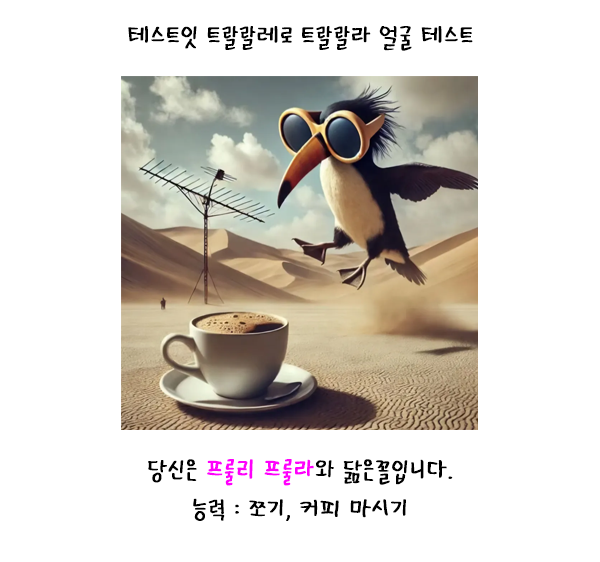 테스트잇 트랄랄레로 트랄랄라 얼굴 테스트
당신은 프룰리 프룰라와 닮은꼴입니다.
능력 : 쪼기, 커피 마시기